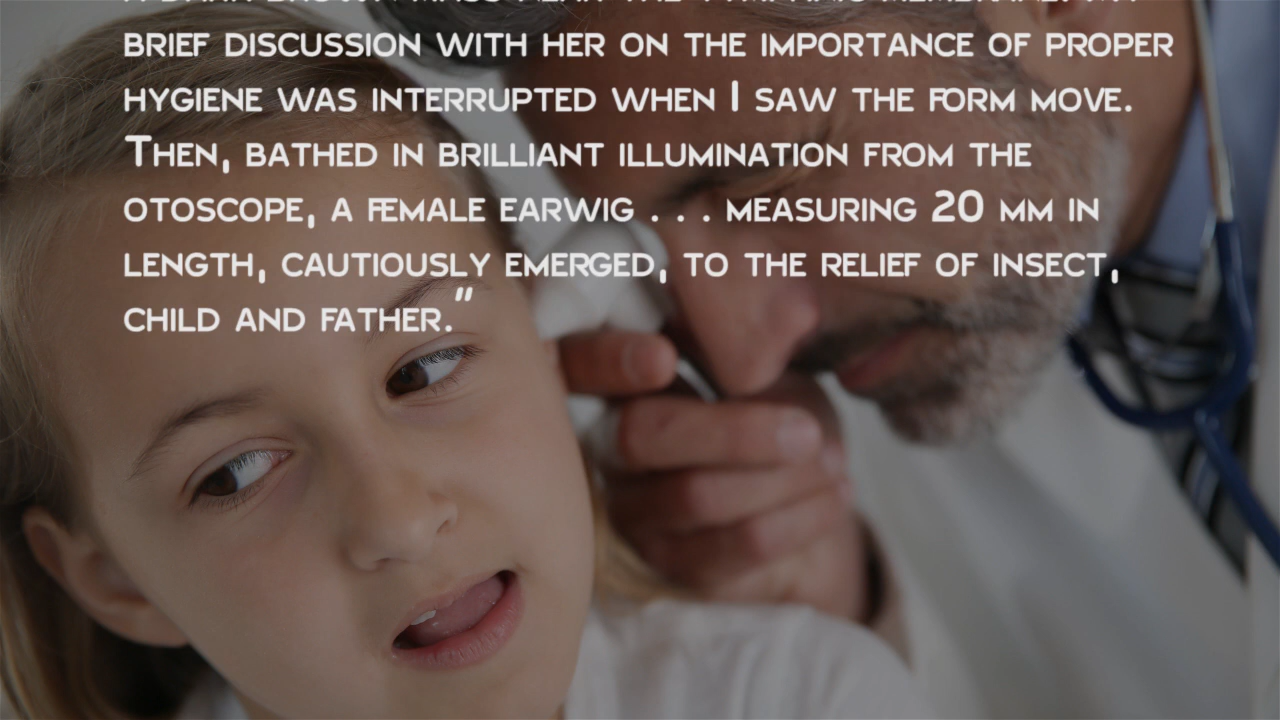 BRIEF DISCUSSION WITH HER ON THE IMPORTANCE OF PROPER
HYGIENE WAS INTERRUPTED WHEN I SAW THE FORM MOVE.
THEN, BATHED IN BRILLIANT ILLUMINATION FROM THE
OTOSCOPE, A FEMALE EARWIG . . . MEASURING 20 MM IN
LENGTH, CAUTIOUSLY EMERGED, TO THE RELIEF OF INSECT,
CHILD AND FATHER."